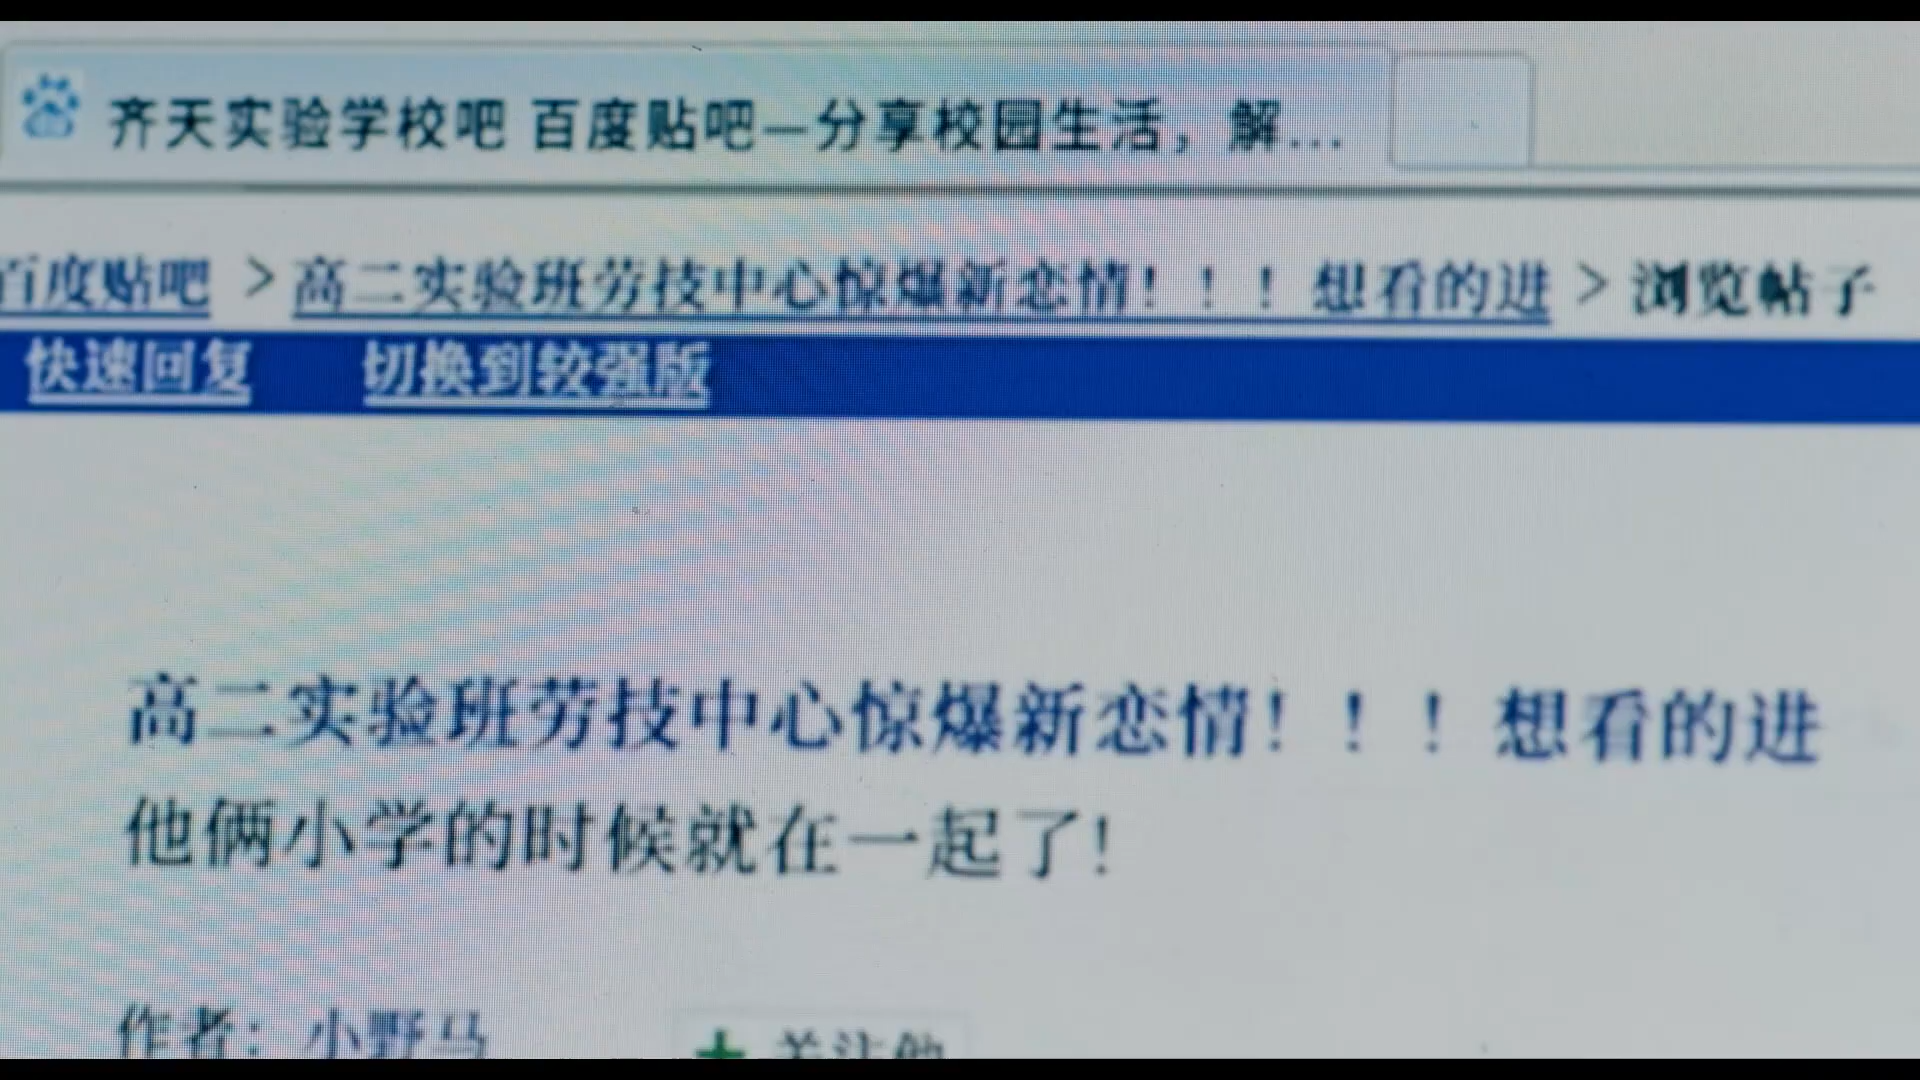 齐天实验学校吧 百度贴吧—分享校园生活，解...
百度贴吧 > 高二实验班劳技中心惊爆新恋情！！！想看的进 > 浏览帖子
快速回复 切换到较强版
高二实验班劳技中心惊爆新恋情！！！想看的进
他俩小学的时候就在一起了！
作者：小野马 + 关注他